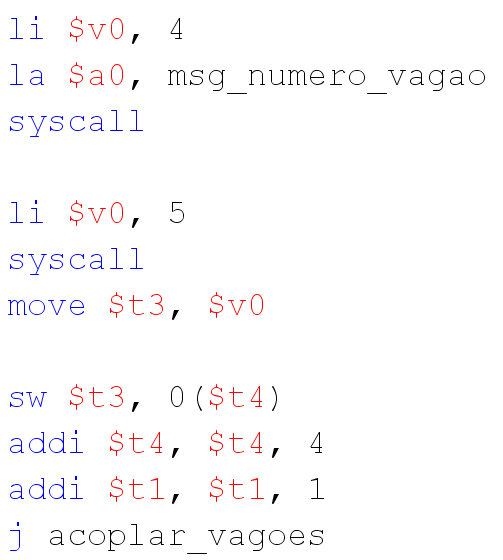 li $v0, 4
la $a0, msg_numero_vagao
syscall
li $v0, 5
syscall
move $t3, $v0
sw $t3, 0($t4)
addi $t4, $t4, 4
addi $t1, $t1, 1
j acoplar_vagoes